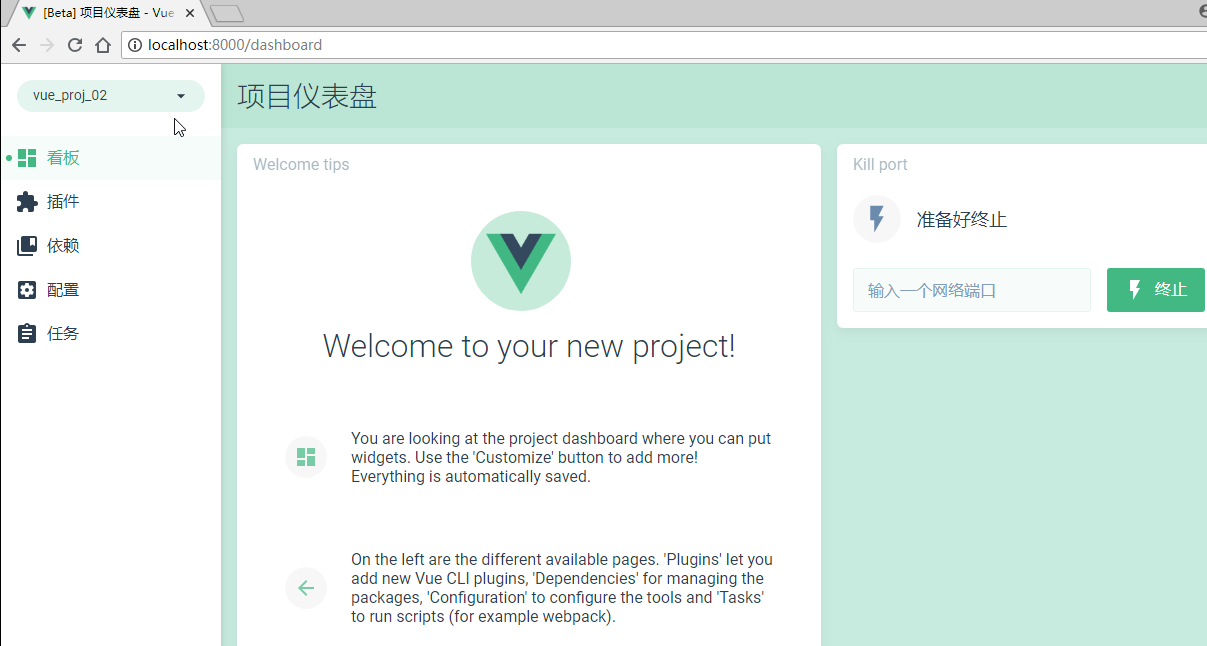 [Beta] 项目仪表盘 - Vue
localhost:8000/dashboard
vue_proj_02
看板
插件
依赖
配置
任务
项目仪表盘
Welcome tips
Welcome to your new project!
You are looking at the project dashboard where you can put
widgets. Use the 'Customize' button to add more!
Everything is automatically saved.
On the left are the different available pages. 'Plugins' let you
add new Vue CLI plugins, 'Dependencies' for managing the
packages, 'Configuration' to configure the tools and 'Tasks'
to run scripts (for example webpack).
Kill port
准备好终止
输入一个网络端口
终止